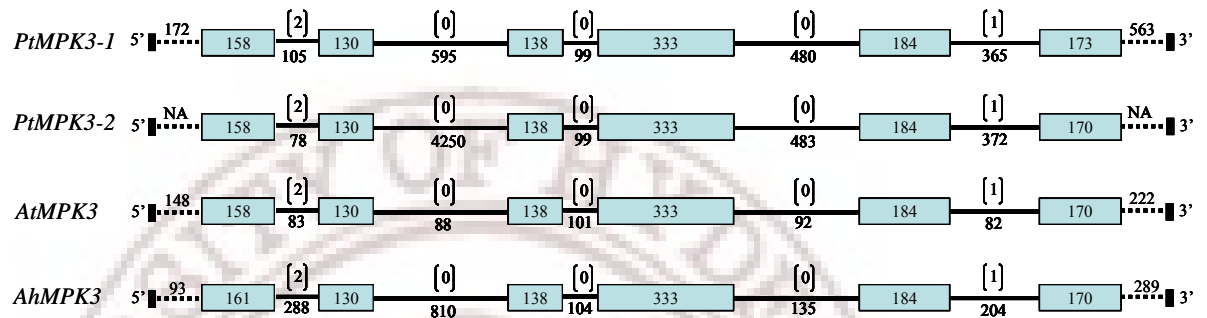 [2] [0] [0] [0] [1]
PtMPK3-1 5’ 172 158 130 138 333 184 173 563 3’
105 595 99 480 365
[2] [0] [0] [0] [1]
PtMPK3-2 5’ NA 158 130 138 333 184 170 NA 3’
78 4250 99 483 372
[2] [0] [0] [0] [1]
AtMPK3 5’ 148 158 130 138 333 184 170 222 3’
83 88 101 92 82
[2] [0] [0] [0] [1]
AhMPK3 5’ 93 161 130 138 333 184 170 289 3’
288 810 104 135 204
SITY OF HYDE